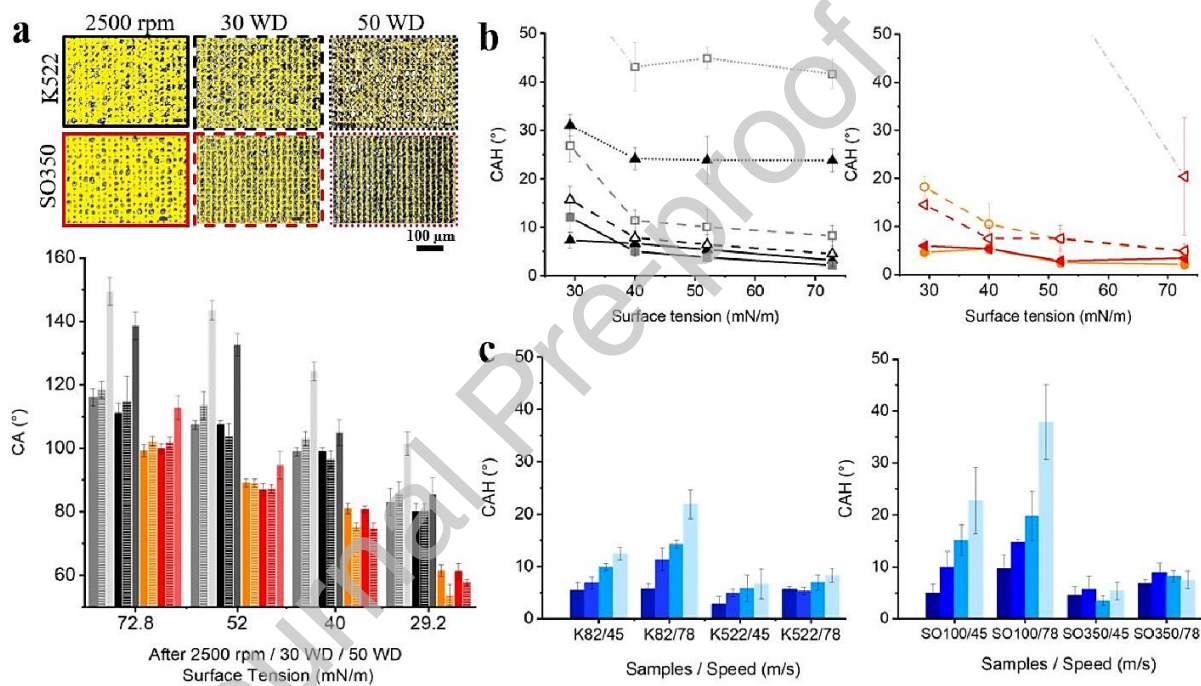 a
2500 rpm 30 WD 50 WD
K522
SO350
100 µm
CA (°)
140
120
100
80
60
72.8 52 40 29.2
After 2500 rpm / 30 WD / 50 WD
Surface Tension (mN/m)
b
CAH (°)
50
40
30
20
10
0
30 40 50 60 70
Surface tension (mN/m)
CAH (°)
50
40
30
20
10
0
30 40 50 60 70
Surface tension (mN/m)
c
CAH (°)
50
40
30
20
10
0
K82/45 K82/78 K522/45 K522/78
Samples / Speed (m/s)
CAH (°)
50
40
30
20
10
0
SO100/45 SO100/78 SO350/45 SO350/78
Samples / Speed (m/s)
urnal Pre-proof